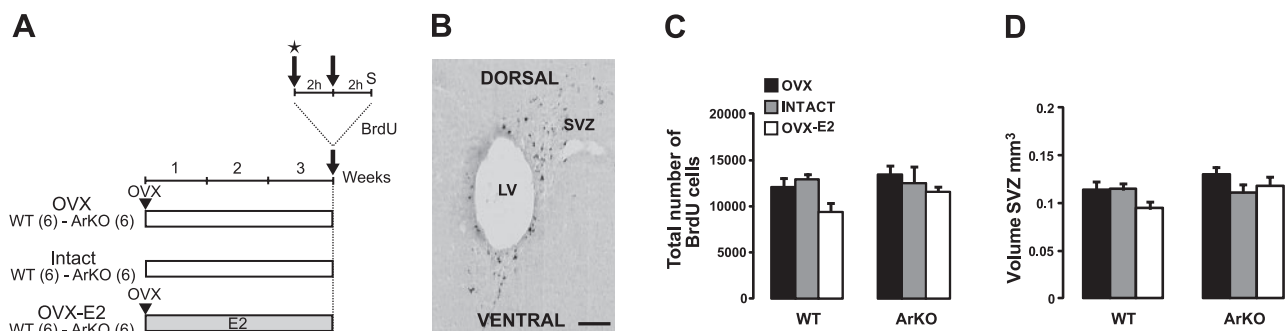 A
★
2h 2h S
BrdU
1 2 3
Weeks
OVX
OVX
WT (6) - ArKO (6)
Intact
WT (6) - ArKO (6)
OVX
OVX-E2
WT (6) - ArKO (6)
E2
B
DORSAL
SVZ
LV
VENTRAL
C
OVX
INTACT
OVX-E2
Total number of
BrdU cells
20000
15000
10000
5000
0
WT ArKO
D
Volume SVZ mm³
0.2
0.15
0.1
0.05
0
WT ArKO